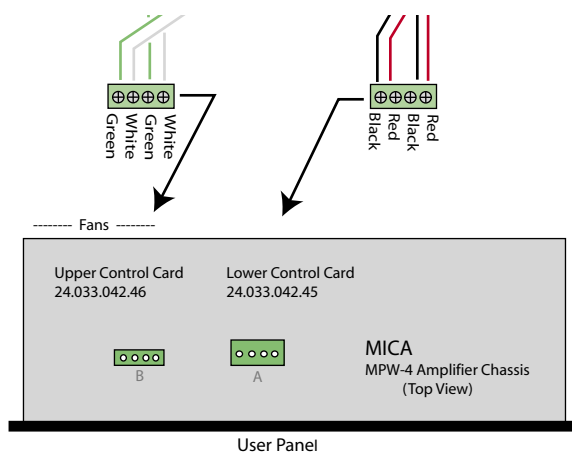 Green
White
Green
White
Black
Red
Black
Red
-------- Fans --------
Upper Control Card
24.033.042.46
Lower Control Card
24.033.042.45
B
A
MICA
MPW-4 Amplifier Chassis
(Top View)
User Panel